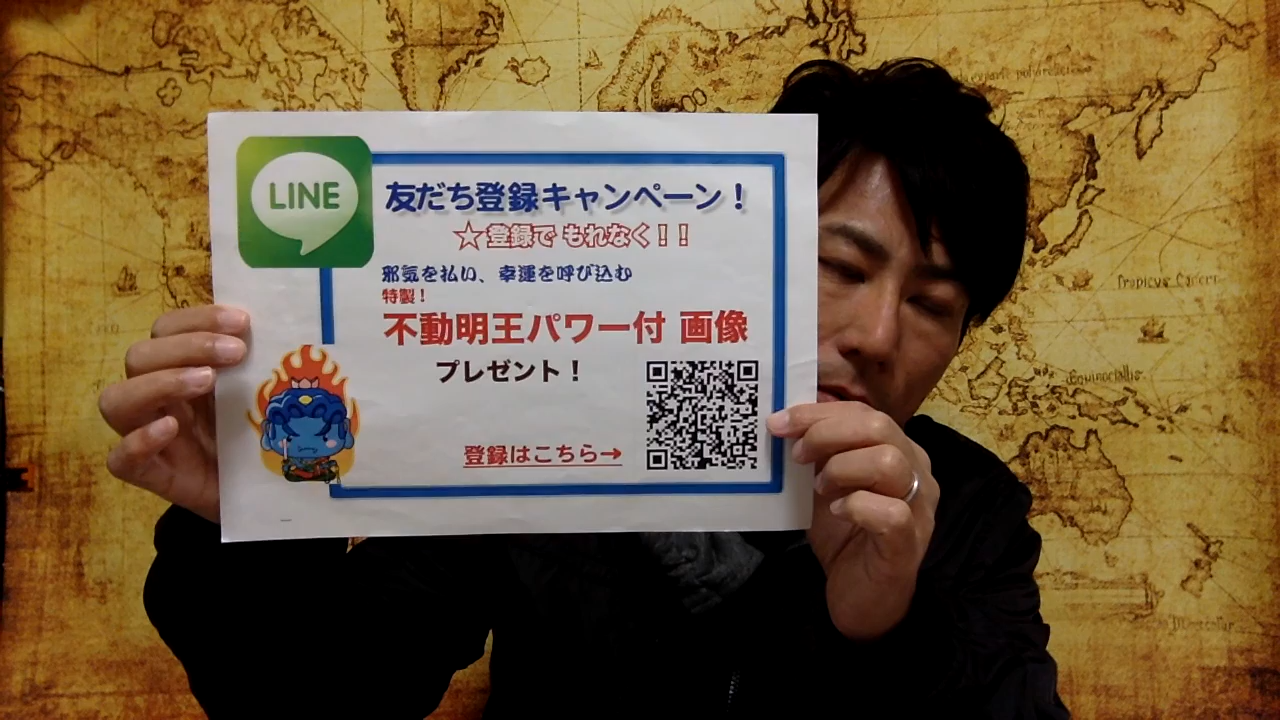 LINE
友だち登録キャンペーン！
☆登録で もれなく！！
邪気を払い、幸運を呼び込む
特製！
不動明王パワー付 画像
プレゼント！
登録はこちら→
Tropicus Cancri